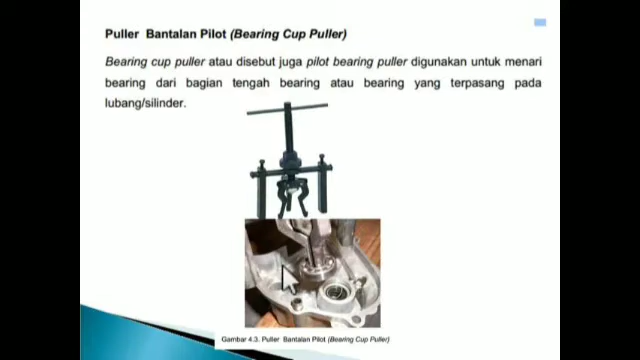 Puller Bantalan Pilot (Bearing Cup Puller)
Bearing cup puller atau disebut juga pilot bearing puller digunakan untuk menari
bearing dari bagian tengah bearing atau bearing yang terpasang pada
lubang/silinder.
Gambar 4.3. Puller Bantalan Pilot (Bearing Cup Puller)